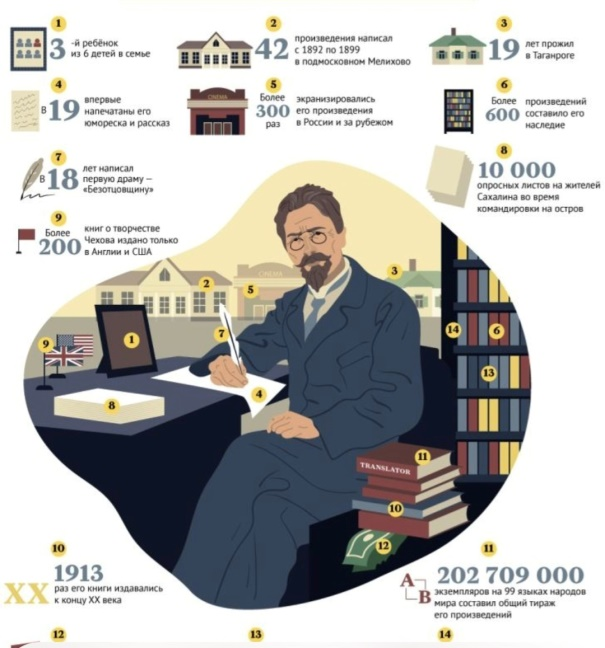 1
3 -й ребёнок
из 6 детей в семье
2
42 произведения написал
с 1892 по 1899
в подмосковном Мелихово
3
19 лет прожил
в Таганроге
4
в 19 впервые
напечатаны его
юмореска и рассказ
5
CINEMA
Более
300
раз
экранизировались
его произведения
в России и за рубежом
6
Более
600
произведений
составило его
наследие
7
в 18 лет написал
первую драму –
«Безотцовщину»
8
10 000
опросных листов на жителей
Сахалина во время
командировки на остров
9
Более
200
книг о творчестве
Чехова издано только
в Англии и США
CINEMA
2
5
3
9
1
7
14
6
13
8
4
11
TRANSLATOR
10
12
10
XX 1913
раз его книги издавались
к концу XX века
11
A
B
202 709 000
экземпляров на 99 языках народов
мира составил общий тираж
его произведений
12
13
14